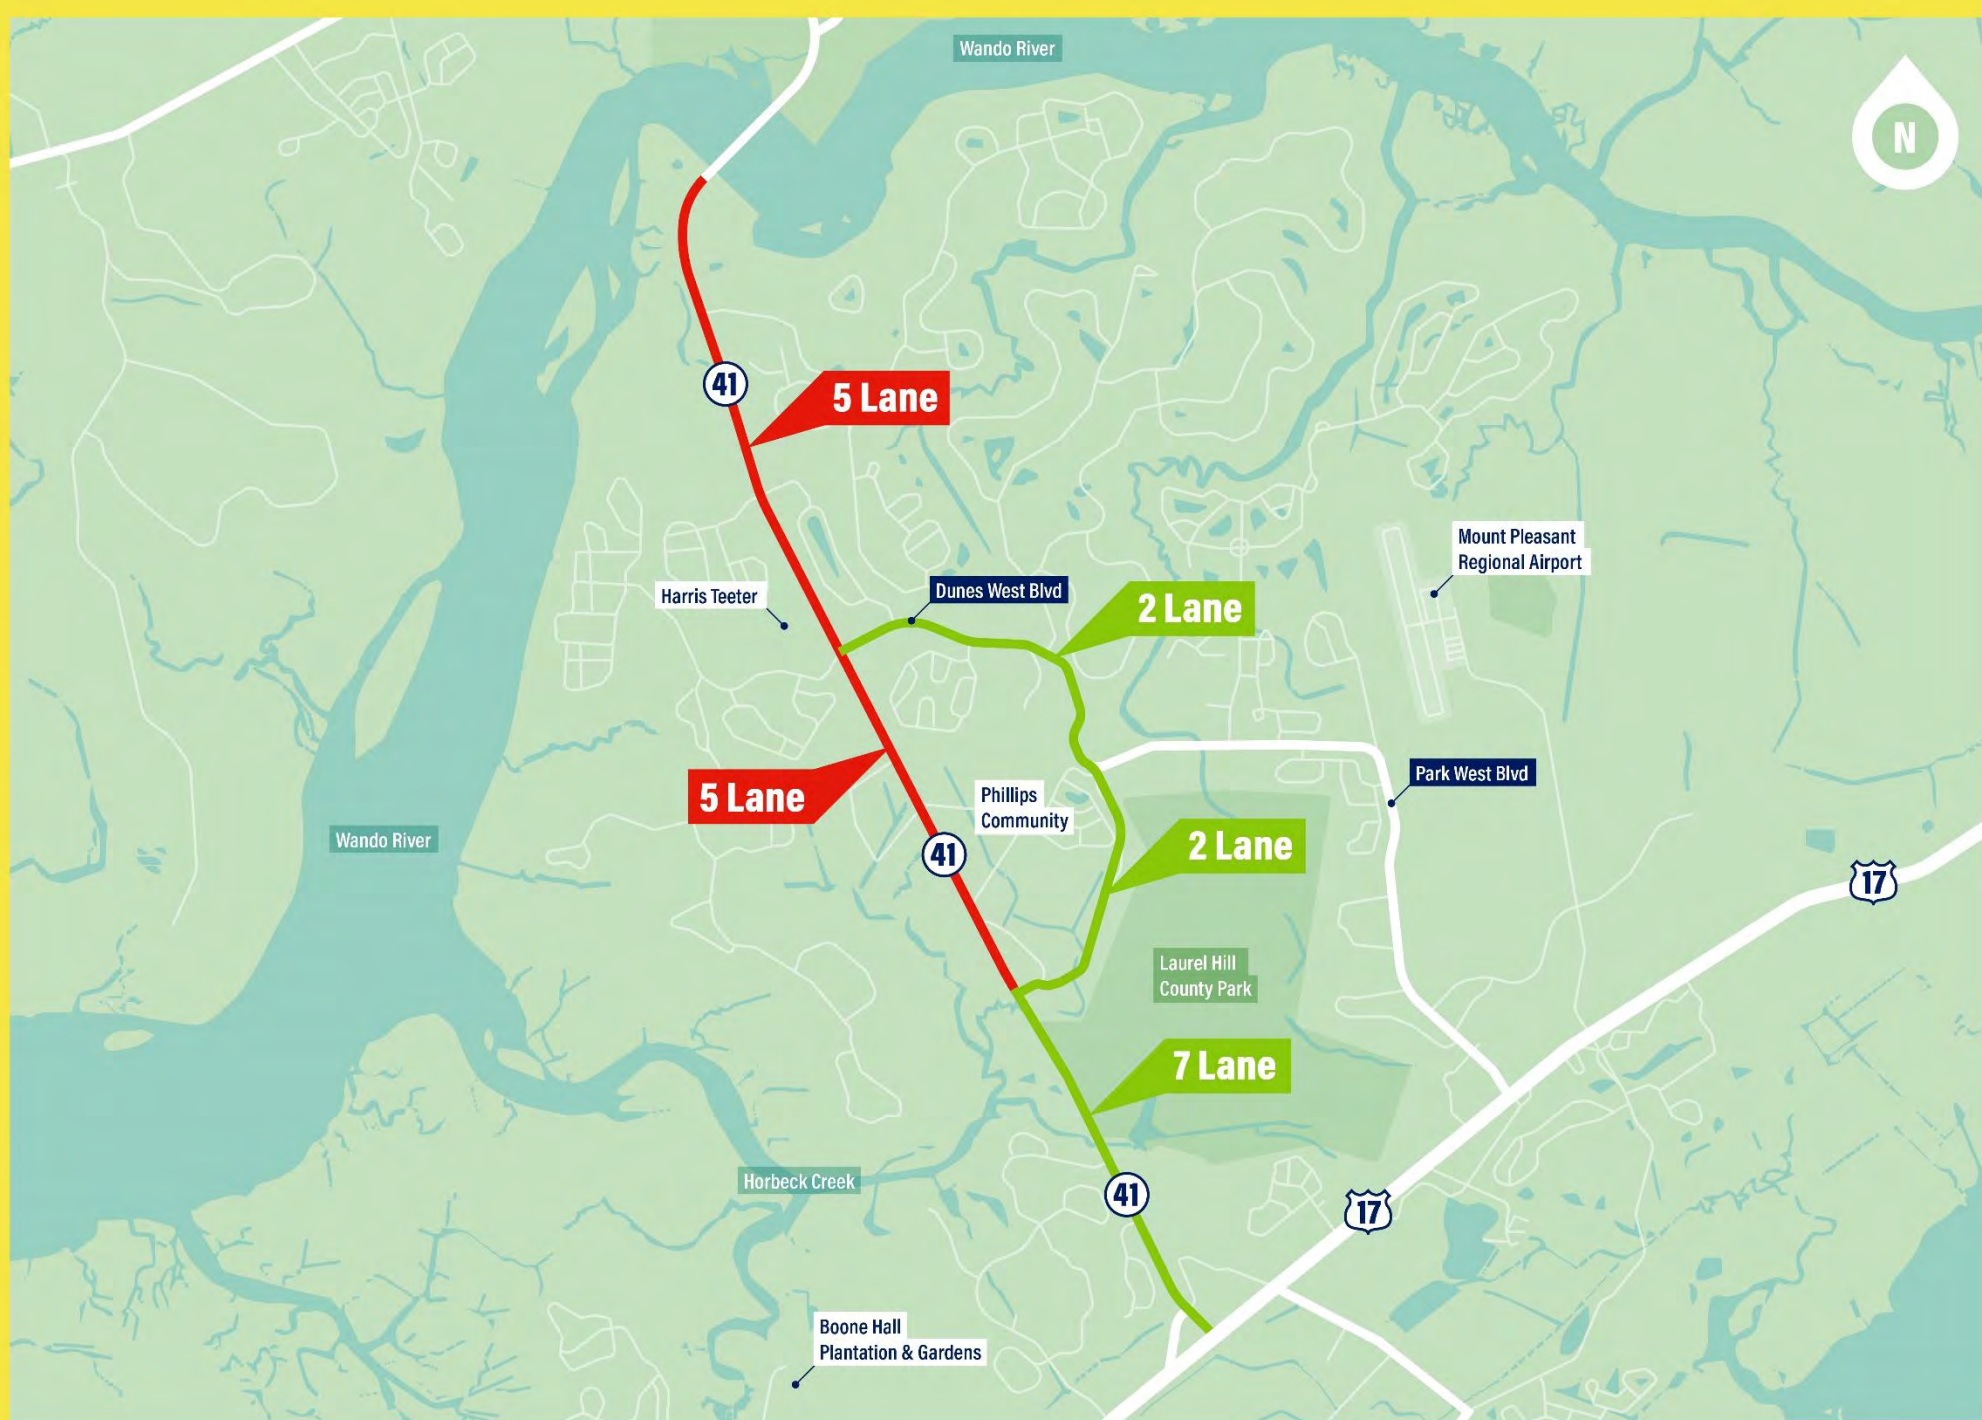 Wando River
N
41
5 Lane
Mount Pleasant
Regional Airport
Harris Teeter
Dunes West Blvd
2 Lane
Park West Blvd
5 Lane
Phillips
Community
Wando River
41
2 Lane
17
Laurel Hill
County Park
7 Lane
Horbeck Creek
41
17
Boone Hall
Plantation & Gardens